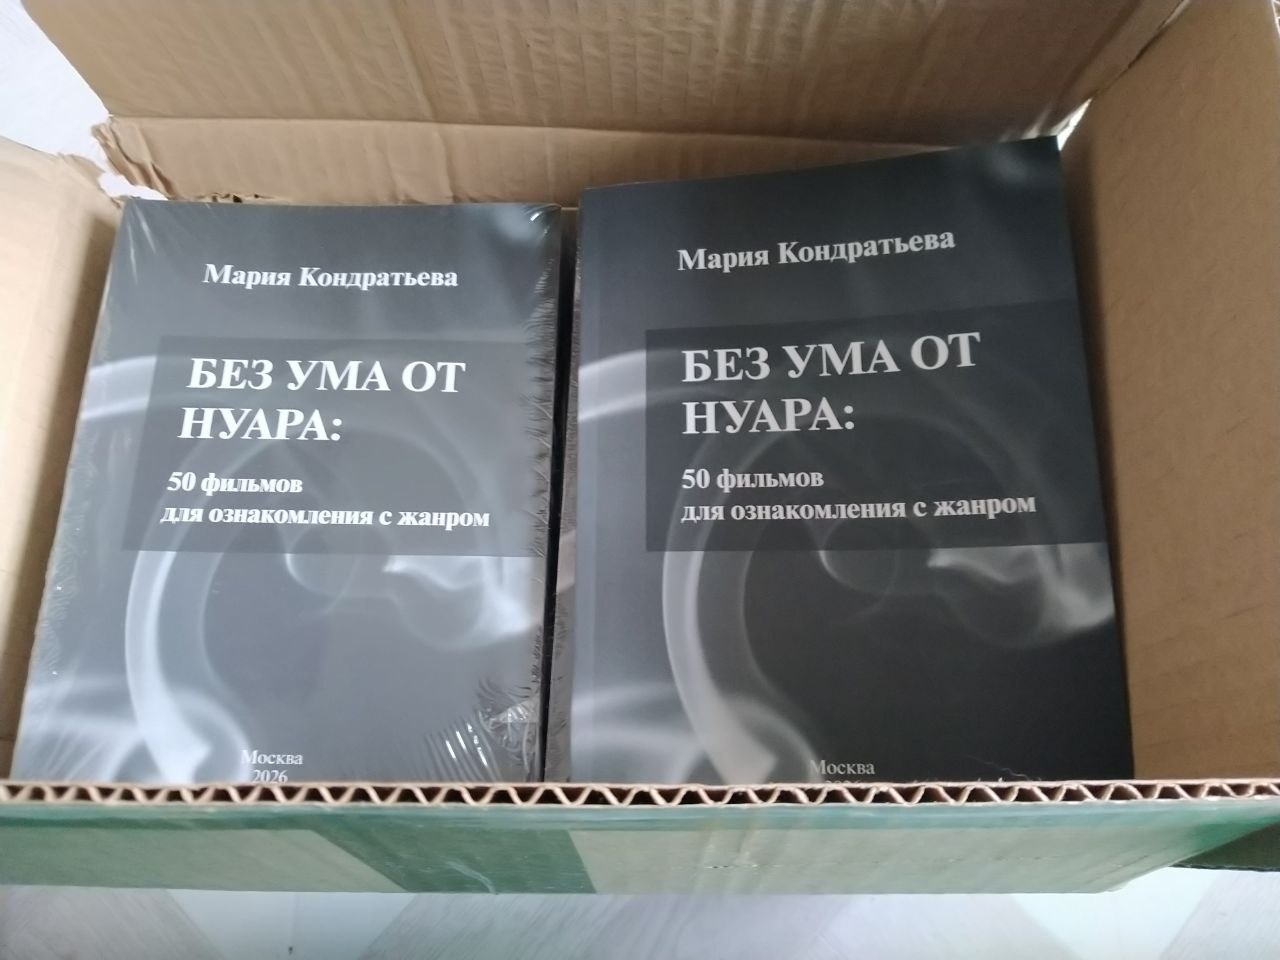 Мария Кондратьева
БЕЗ УМА ОТ
НУАРА:
50 фильмов
для ознакомления с жанром
Москва
2026
Мария Кондратьева
БЕЗ УМА ОТ
НУАРА:
50 фильмов
для ознакомления с жанром
Москва